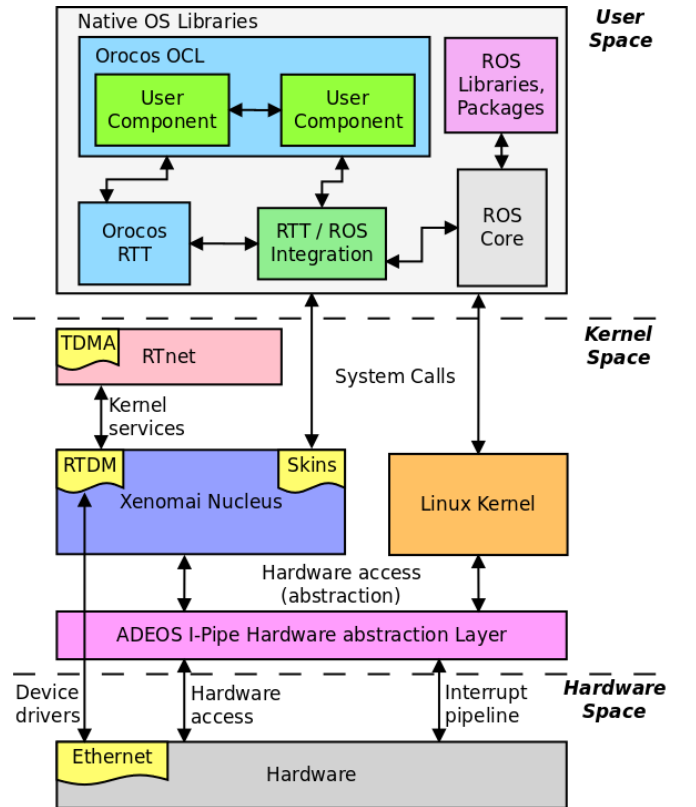 Native OS Libraries
User
Space
Orocos OCL
User
Component
User
Component
ROS
Libraries,
Packages
Orocos
RTT
RTT / ROS
Integration
ROS
Core
Kernel
Space
TDMA
RTnet
System Calls
Kernel
services
RTDM
Skins
Xenomai Nucleus
Linux Kernel
Hardware access
(abstraction)
ADEOS I-Pipe Hardware abstraction Layer
Hardware
Space
Device
drivers
Hardware
access
Interrupt
pipeline
Ethernet
Hardware